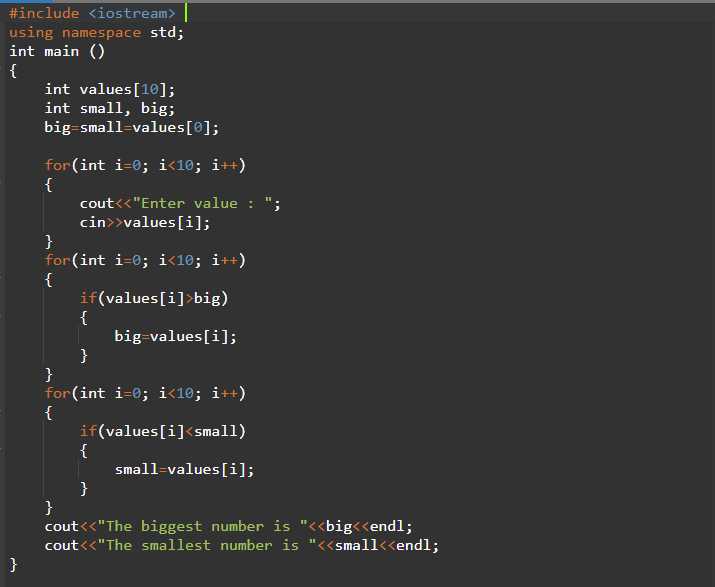 #include <iostream>
using namespace std;
int main ()
{
    int values[10];
    int small, big;
    big=small=values[0];

    for(int i=0; i<10; i++)
    {
        cout<<"Enter value : ";
        cin>>values[i];
    }
    for(int i=0; i<10; i++)
    {
        if(values[i]>big)
        {
            big=values[i];
        }
    }
    for(int i=0; i<10; i++)
    {
        if(values[i]<small)
        {
            small=values[i];
        }
    }
    cout<<"The biggest number is "<<big<<endl;
    cout<<"The smallest number is "<<small<<endl;
}